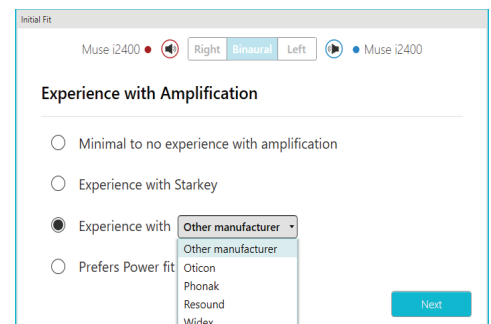 Initial Fit
Muse i2400 Right Binaural Left Muse i2400
Experience with Amplification
Minimal to no experience with amplification
Experience with Starkey
Experience with Other manufacturer
Other manufacturer
Prefers Power fit Oticon
Phonak
Resound
Widex
Next